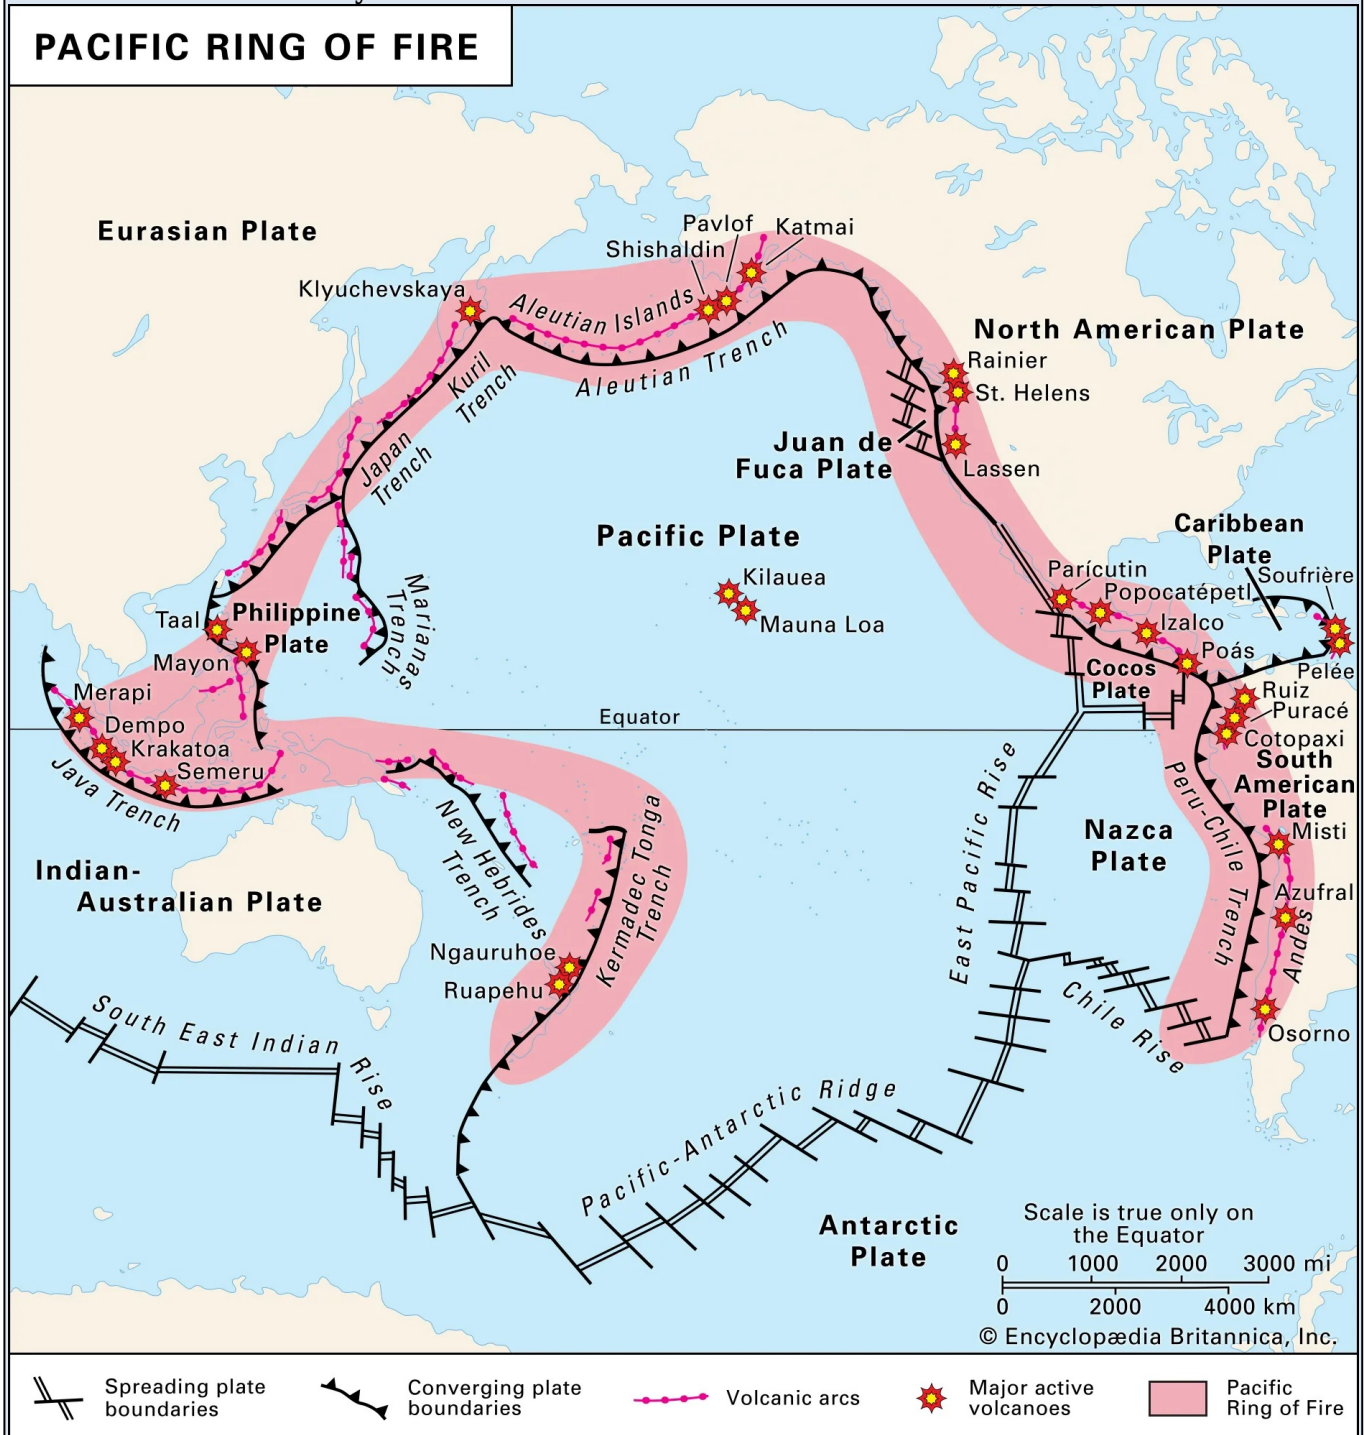 PACIFIC RING OF FIRE
Eurasian Plate
Pavlof
Katmai
Shishaldin
Klyuchevskaya
Aleutian Islands
Aleutian Trench
Kuril
Trench
Japan
Trench
North American Plate
Rainier
St. Helens
Juan de
Fuca Plate
Lassen
Pacific Plate
Caribbean
Plate
Soufrière
Kilauea
Mauna Loa
Parícutin
Popocatépetl
Izalco
Poás
Pelée
Marianas
Trench
Taal
Philippine
Plate
Mayon
Cocos
Plate
Ruiz
Puracé
Cotopaxi
Merapi
Dempo
Krakatoa
Semeru
Java Trench
Equator
South
American
Plate
Misti
Azufral
Andes
Osorno
Peru-Chile Trench
Nazca
Plate
East Pacific Rise
Chile Rise
New Hebrides
Trench
Kermadec Tonga
Trench
Ngauruhoe
Ruapehu
Indian-
Australian Plate
South East Indian Rise
Pacific-Antarctic Ridge
Antarctic
Plate
Scale is true only on
the Equator
0 1000 2000 3000 mi
0 2000 4000 km
© Encyclopædia Britannica, Inc.
Spreading plate
boundaries
Converging plate
boundaries
Volcanic arcs
Major active
volcanoes
Pacific
Ring of Fire